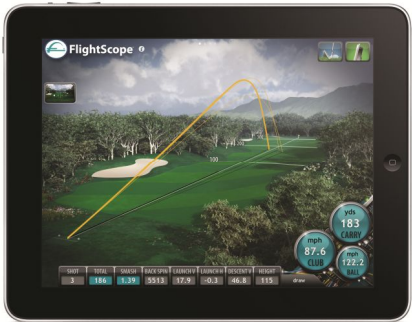 FlightScope
100
yds
183
CARRY
mph
87.6
CLUB
mph
122.2
BALL
SHOT TOTAL SMASH BACK SPIN LAUNCH V LAUNCH H DESCENT V HEIGHT
3 186 1.39 5513 17.9 -0.3 46.8 115
draw